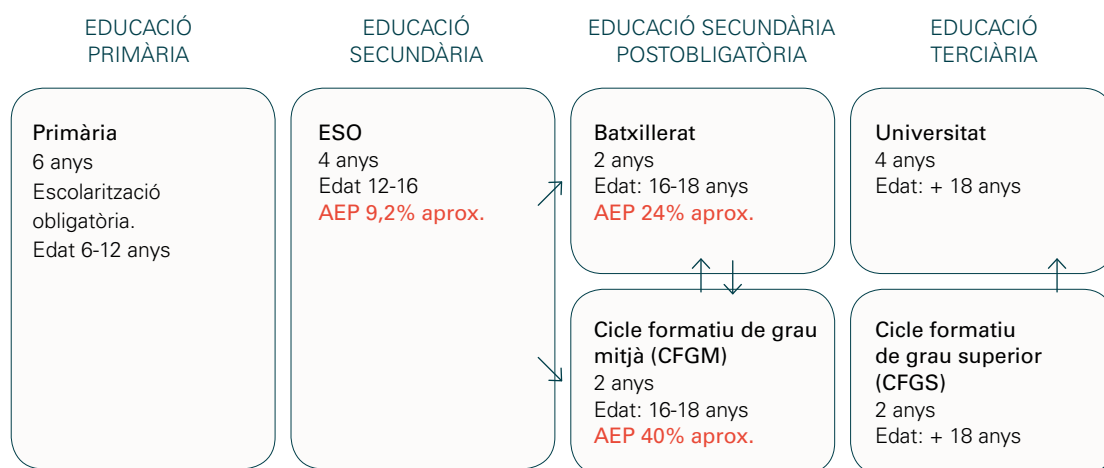 EDUCACIÓ
PRIMÀRIA
EDUCACIÓ
SECUNDÀRIA
EDUCACIÓ SECUNDÀRIA
POSTOBLIGATÒRIA
EDUCACIÓ
TERCIÀRIA
Primària
6 anys
Escolarització
obligatòria.
Edat 6-12 anys
ESO
4 anys
Edat 12-16
AEP 9,2% aprox.
Batxillerat
2 anys
Edat: 16-18 anys
AEP 24% aprox.
Universitat
4 anys
Edat: + 18 anys
Cicle formatiu de grau
mitjà (CFGM)
2 anys
Edat: 16-18 anys
AEP 40% aprox.
Cicle formatiu
de grau superior
(CFGS)
2 anys
Edat: + 18 anys